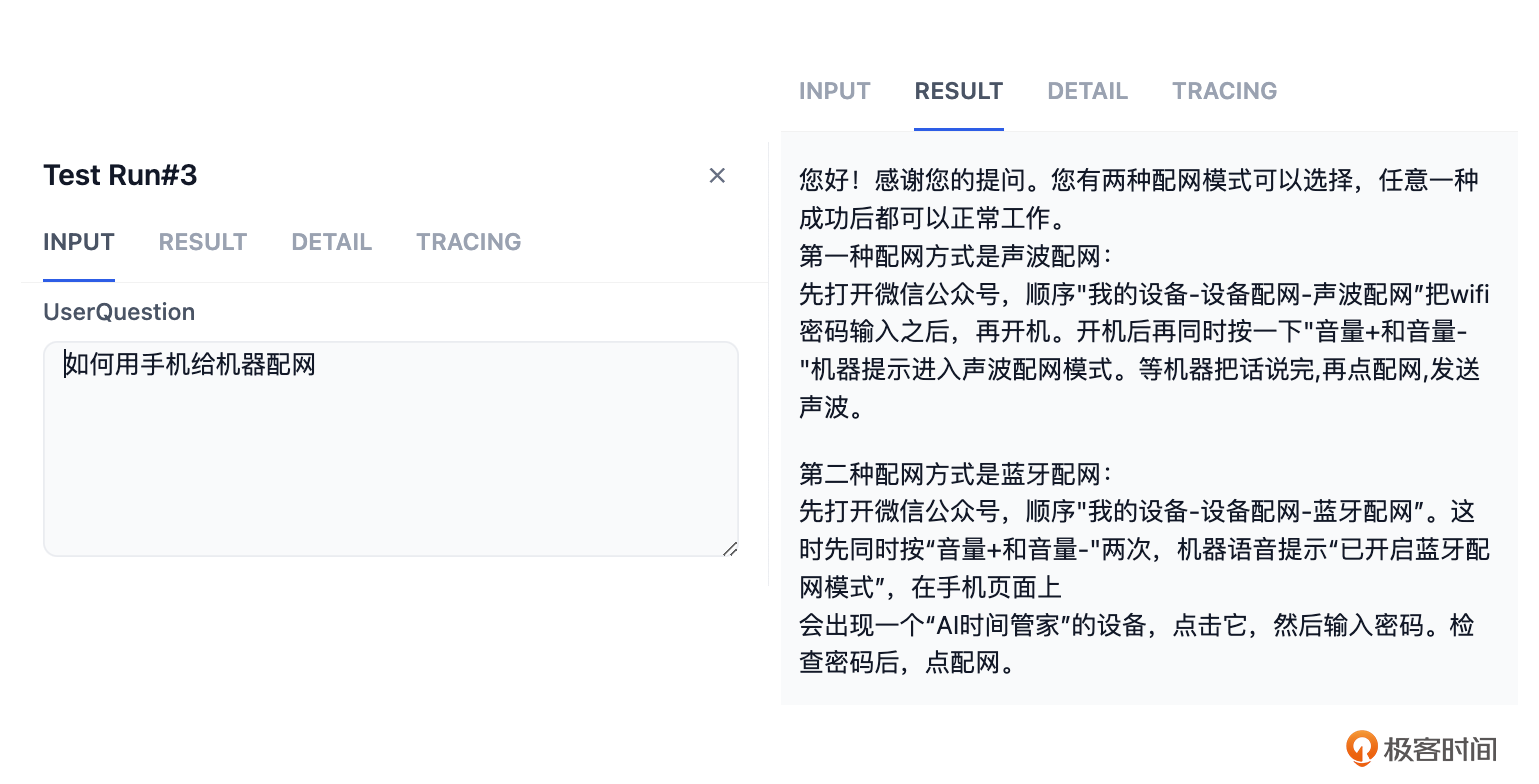 Test Run#3
INPUT RESULT DETAIL TRACING
UserQuestion
如何用手机给机器配网
INPUT RESULT DETAIL TRACING
您好！感谢您的提问。您有两种配网模式可以选择，任意一种
成功后都可以正常工作。
第一种配网方式是声波配网：
先打开微信公众号，顺序"我的设备-设备配网-声波配网”把wifi
密码输入之后，再开机。开机后再同时按一下"音量+和音量-
"机器提示进入声波配网模式。等机器把话说完,再点配网,发送
声波。
第二种配网方式是蓝牙配网：
先打开微信公众号，顺序"我的设备-设备配网-蓝牙配网”。这
时先同时按“音量+和音量-"两次，机器语音提示“已开启蓝牙配
网模式”，在手机页面上
会出现一个“AI时间管家”的设备，点击它，然后输入密码。检
查密码后，点配网。
极客时间